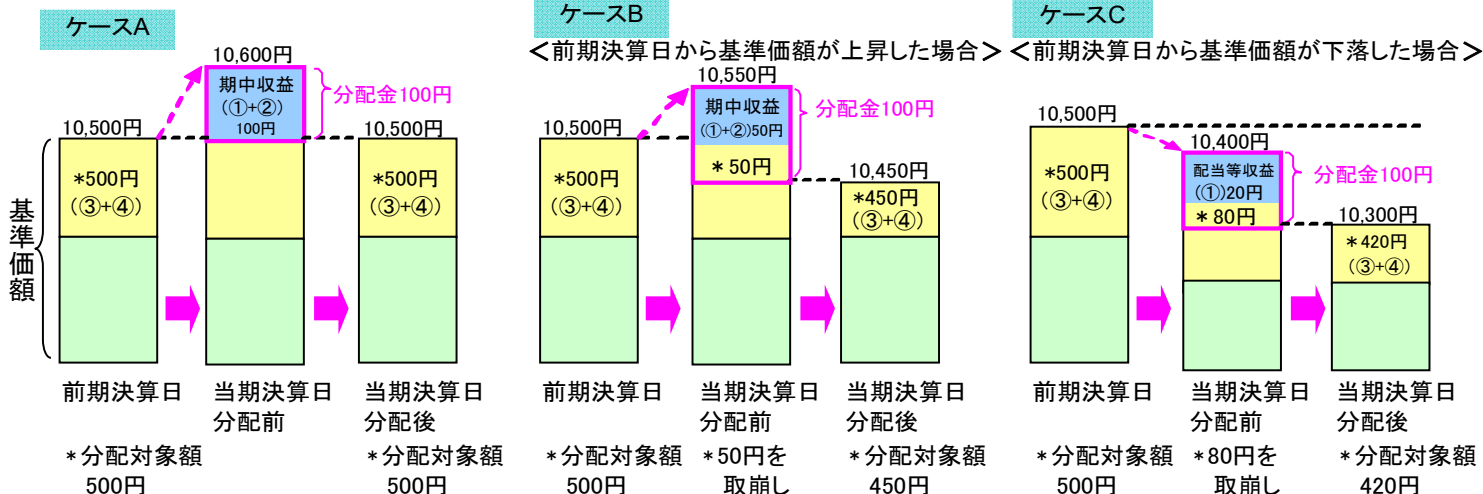 ケースA
10,600円
期中収益
(①+②)
100円
分配金100円
10,500円
10,500円
*500円
(③+④)
*500円
(③+④)
基準価額
前期決算日
当期決算日
分配前
当期決算日
分配後
*分配対象額
500円
*分配対象額
500円
ケースB
<前期決算日から基準価額が上昇した場合>
10,550円
期中収益
(①+②)50円
*50円
分配金100円
10,500円
10,450円
*500円
(③+④)
*450円
(③+④)
前期決算日
当期決算日
分配前
当期決算日
分配後
*分配対象額
500円
*50円を
取崩し
*分配対象額
450円
ケースC
<前期決算日から基準価額が下落した場合>
10,500円
10,400円
配当等収益
(①)20円
*80円
分配金100円
10,300円
*500円
(③+④)
*420円
(③+④)
前期決算日
当期決算日
分配前
当期決算日
分配後
*分配対象額
500円
*80円を
取崩し
*分配対象額
420円